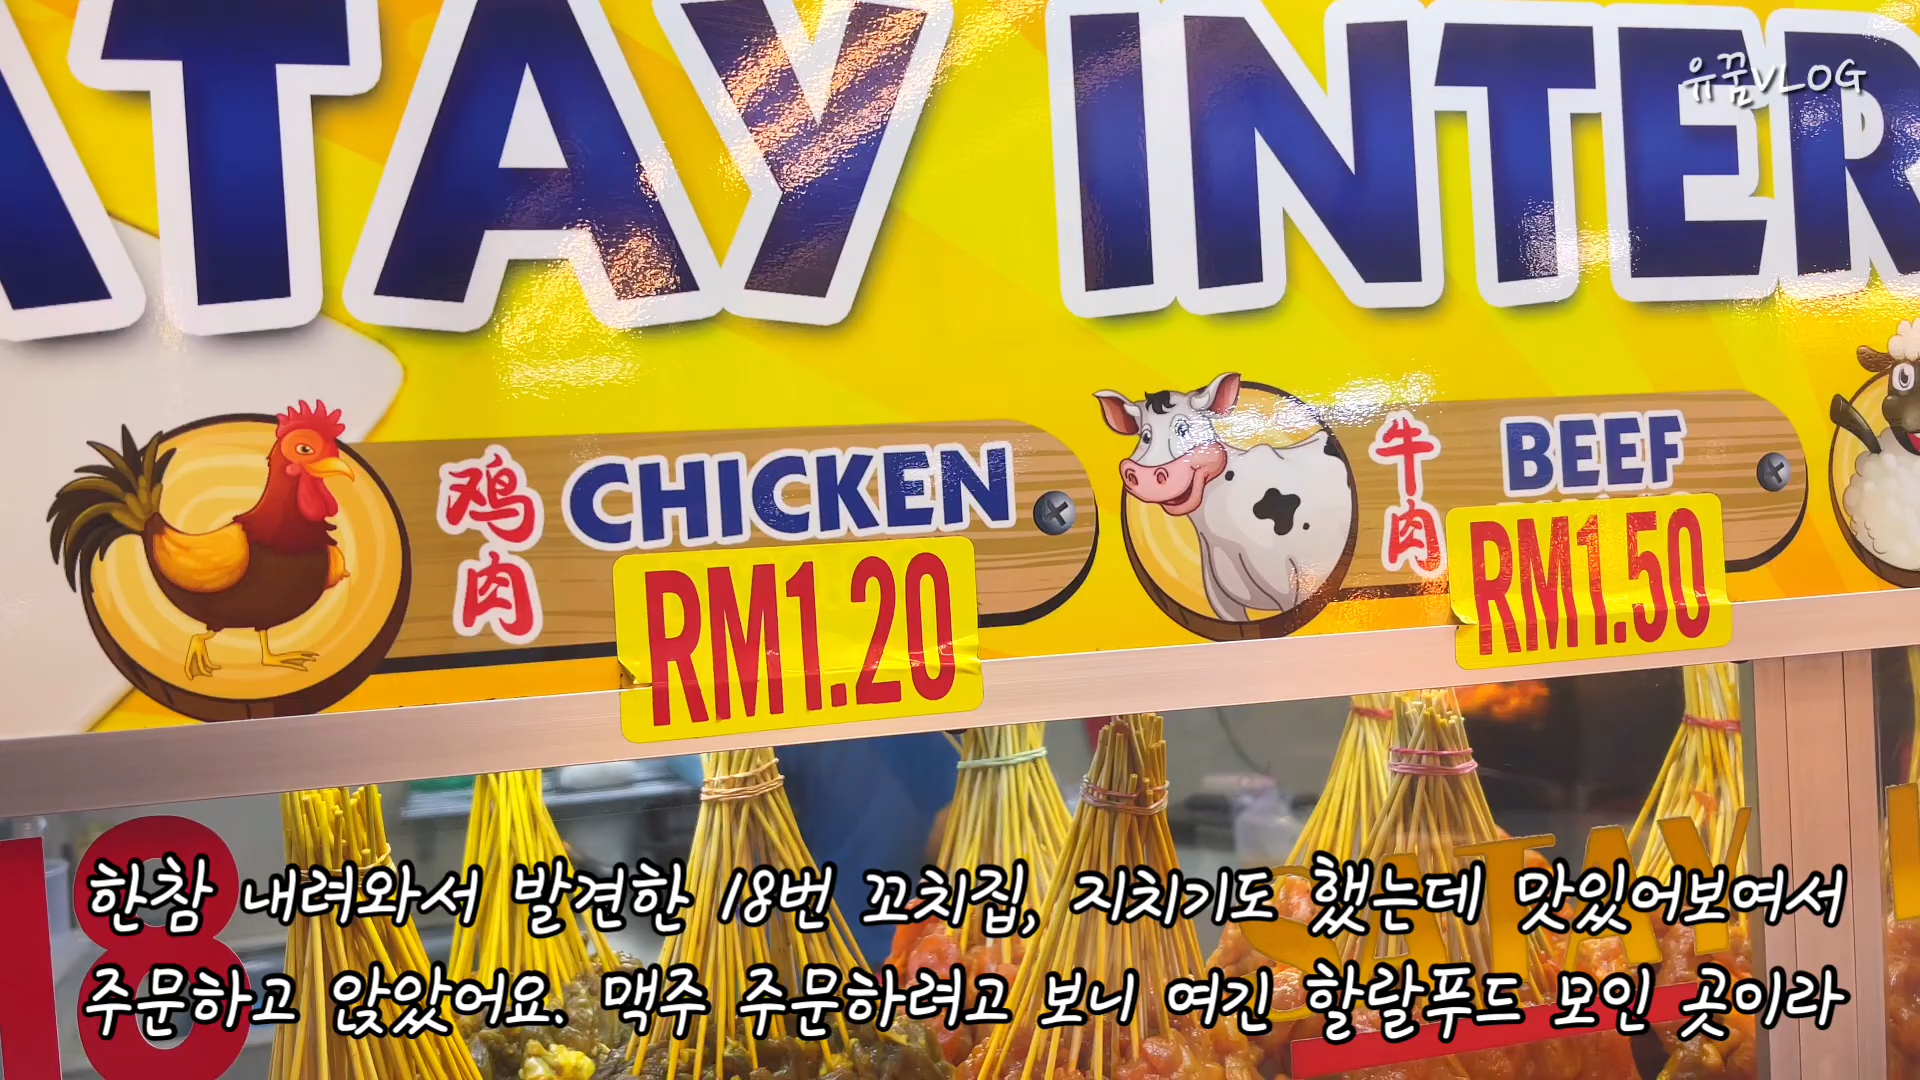 유꿈VLOG
ATAY INTER
鸡肉 CHICKEN
牛肉 BEEF
RM1.20
RM1.50
SATAY
18
한참 내려와서 발견한 18번 꼬치집, 지치기도 했는데 맛있어보여서
주문하고 앉았어요. 맥주 주문하려고 보니 여긴 할랄푸드 모인 곳이라